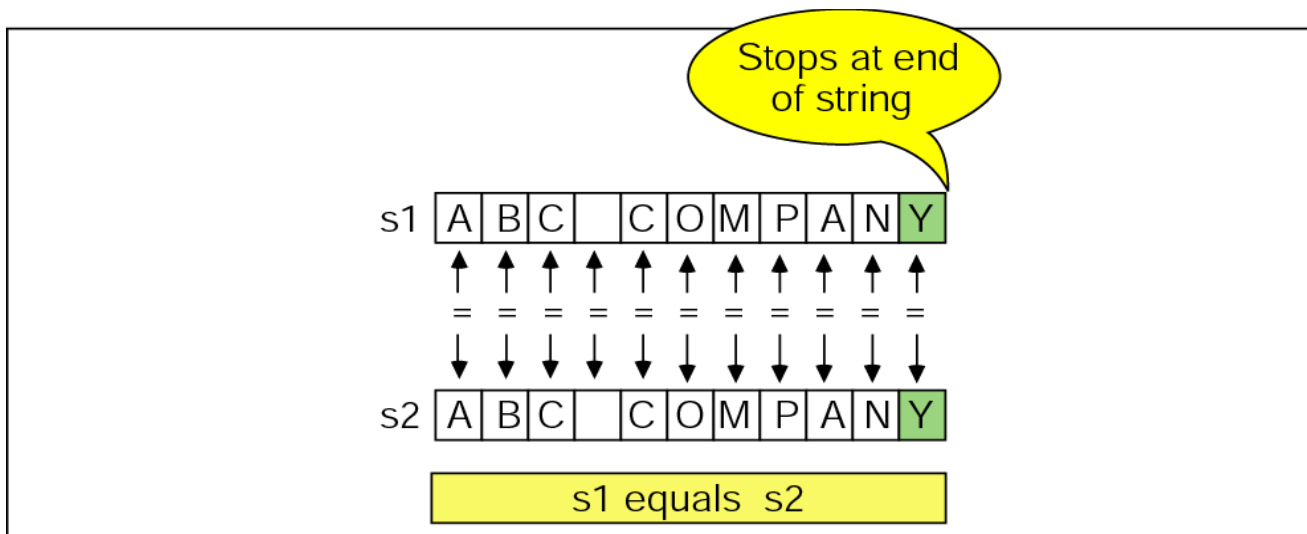 Stops at end
of string
s1 A B C   C O M P A N Y
= = = = = = = = = = =
s2 A B C   C O M P A N Y
s1 equals s2